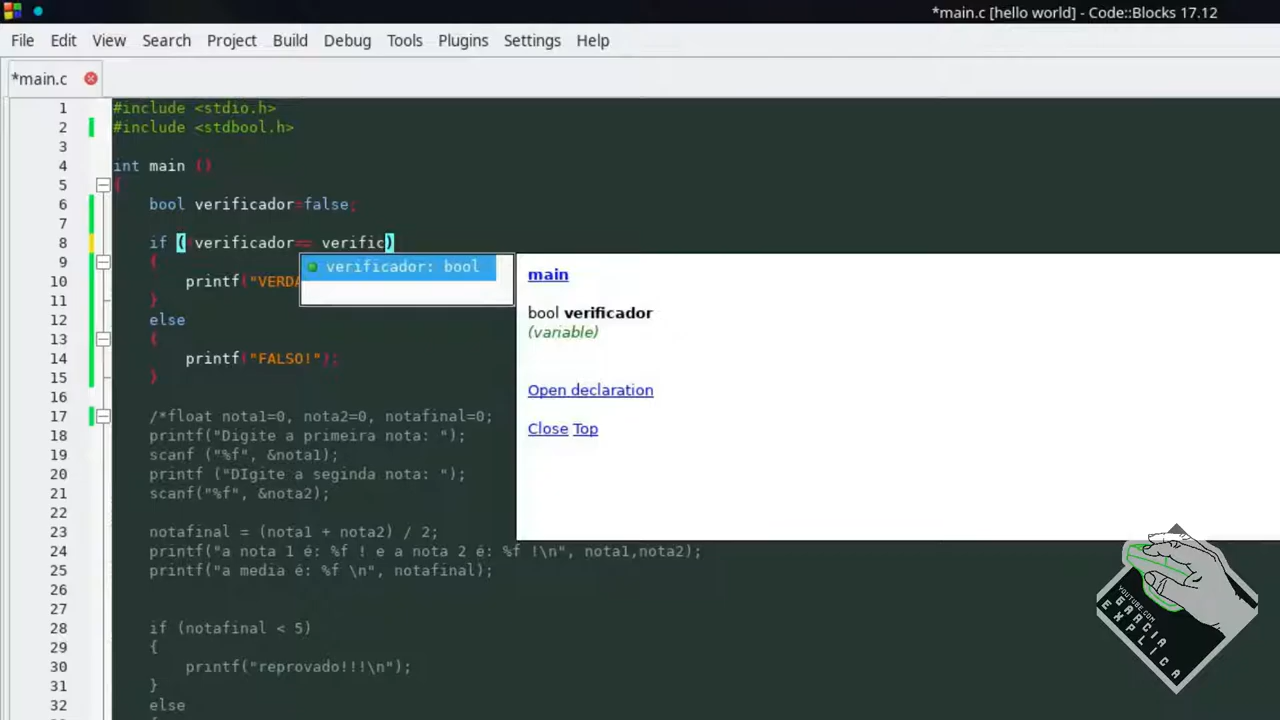 *main.c [hello world] - Code::Blocks 17.12
File Edit View Search Project Build Debug Tools Plugins Settings Help
*main.c
1 #include <stdio.h>
2 #include <stdbool.h>
3
4 int main ()
5 {
6 bool verificador=false;
7
8 if (!verificador== verific)
verificador: bool
9 {
10 printf("VERDA
11 }
12 else
13 {
14 printf("FALSO!");
15 }
16
17 /*float nota1=0, nota2=0, notafinal=0;
18 printf("Digite a primeira nota: ");
19 scanf ("%f", &nota1);
20 printf ("DIgite a seginda nota: ");
21 scanf("%f", &nota2);
22
23 notafinal = (nota1 + nota2) / 2;
24 printf("a nota 1 é: %f ! e a nota 2 é: %f !\n", nota1,nota2);
25 printf("a media é: %f \n", notafinal);
26
27
28 if (notafinal < 5)
29 {
30 printf("reprovado!!!\n");
31 }
32 else
main
bool verificador
(variable)
Open declaration
Close Top
YOUTUBE.COM
GARCIA
EXPLICA